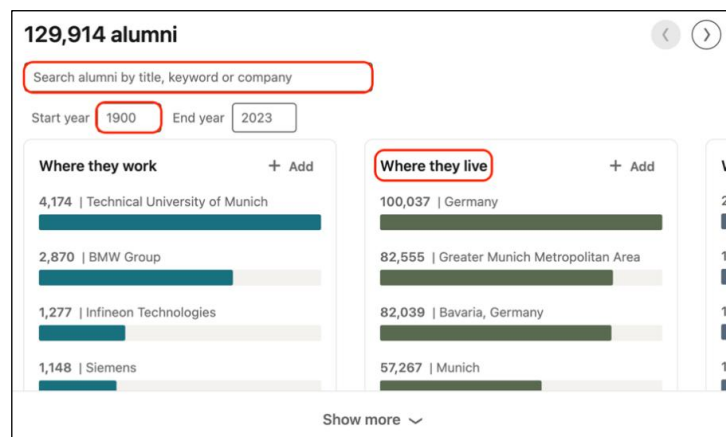 129,914 alumni
Search alumni by title, keyword or company
Start year 1900 End year 2023
Where they work + Add
4,174 | Technical University of Munich
2,870 | BMW Group
1,277 | Infineon Technologies
1,148 | Siemens
Where they live + Add
100,037 | Germany
82,555 | Greater Munich Metropolitan Area
82,039 | Bavaria, Germany
57,267 | Munich
Show more